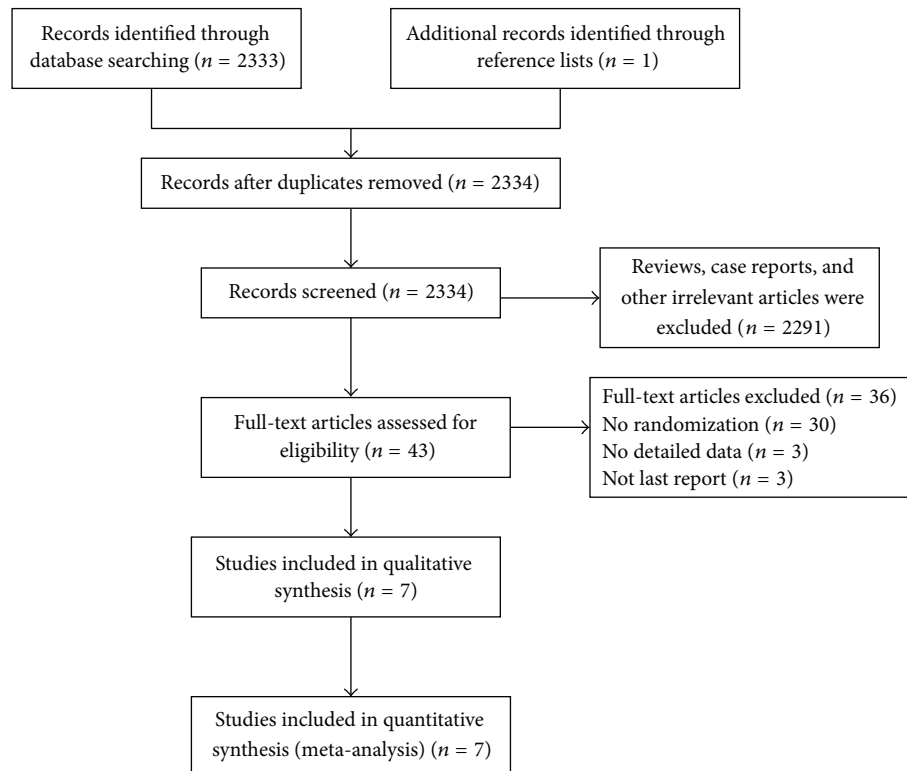 Records identified through
database searching (n = 2333)
Additional records identified through
reference lists (n = 1)
Records after duplicates removed (n = 2334)
Records screened (n = 2334)
Reviews, case reports, and
other irrelevant articles were
excluded (n = 2291)
Full-text articles assessed for
eligibility (n = 43)
Full-text articles excluded (n = 36)
No randomization (n = 30)
No detailed data (n = 3)
Not last report (n = 3)
Studies included in qualitative
synthesis (n = 7)
Studies included in quantitative
synthesis (meta-analysis) (n = 7)